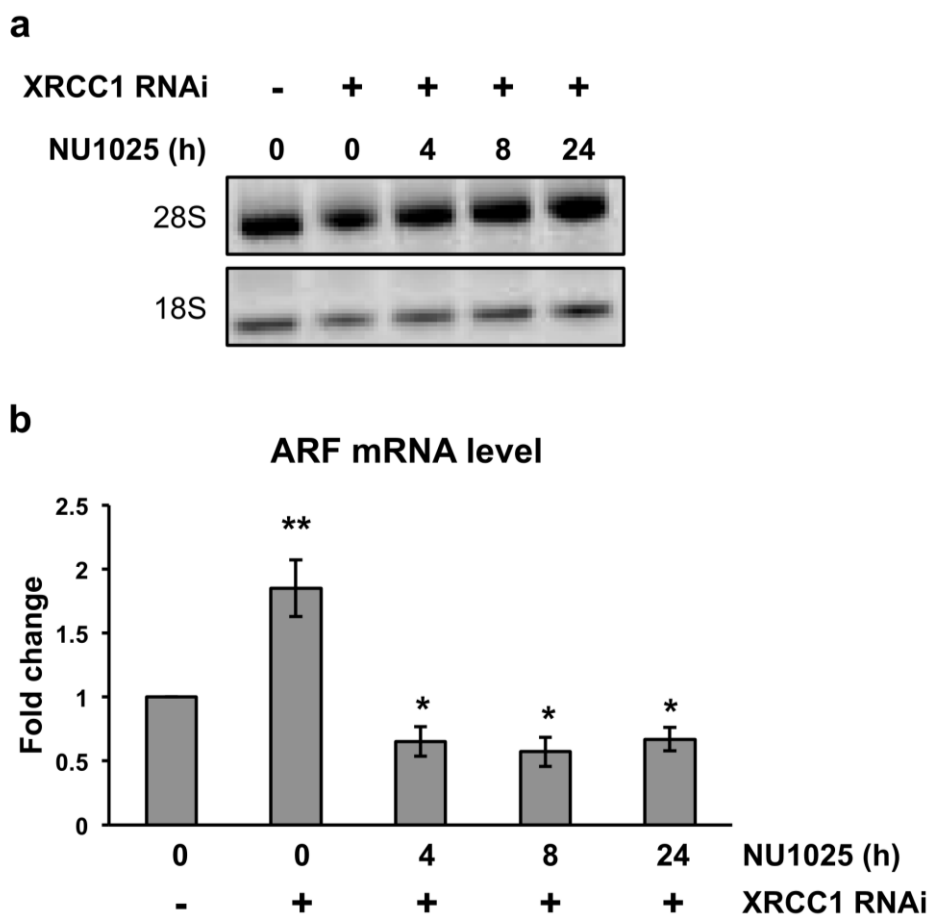 a
XRCC1 RNAi - + + + +
NU1025 (h) 0 0 4 8 24
28S
18S
b
ARF mRNA level
Fold change
2.5
2
1.5
1
0.5
0
** * * *
0 0 4 8 24 NU1025 (h)
- + + + + XRCC1 RNAi